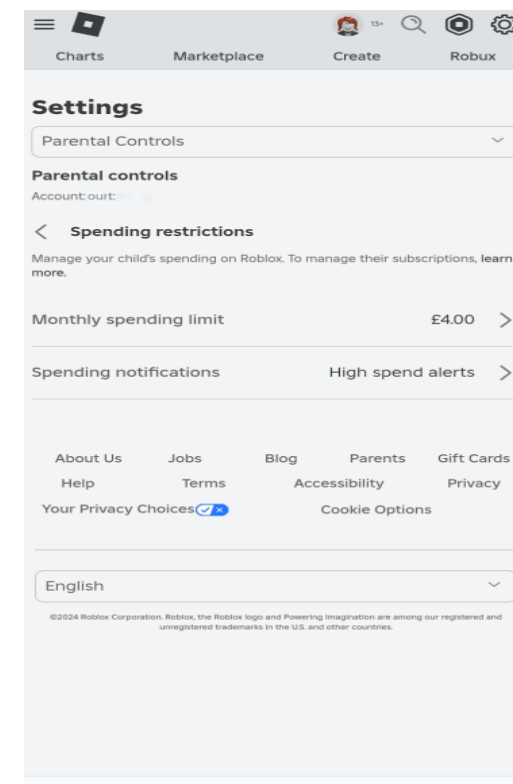 13+
Charts Marketplace Create Robux
Settings
Parental Controls
Parental controls
Account: ourt
Spending restrictions
Manage your child's spending on Roblox. To manage their subscriptions, learn
more.
Monthly spending limit £4.00
Spending notifications High spend alerts
About Us Jobs Blog Parents Gift Cards
Help Terms Accessibility Privacy
Your Privacy Choices Cookie Options
English
©2024 Roblox Corporation. Roblox, the Roblox logo and Powering Imagination are among our registered and
unregistered trademarks in the U.S. and other countries.